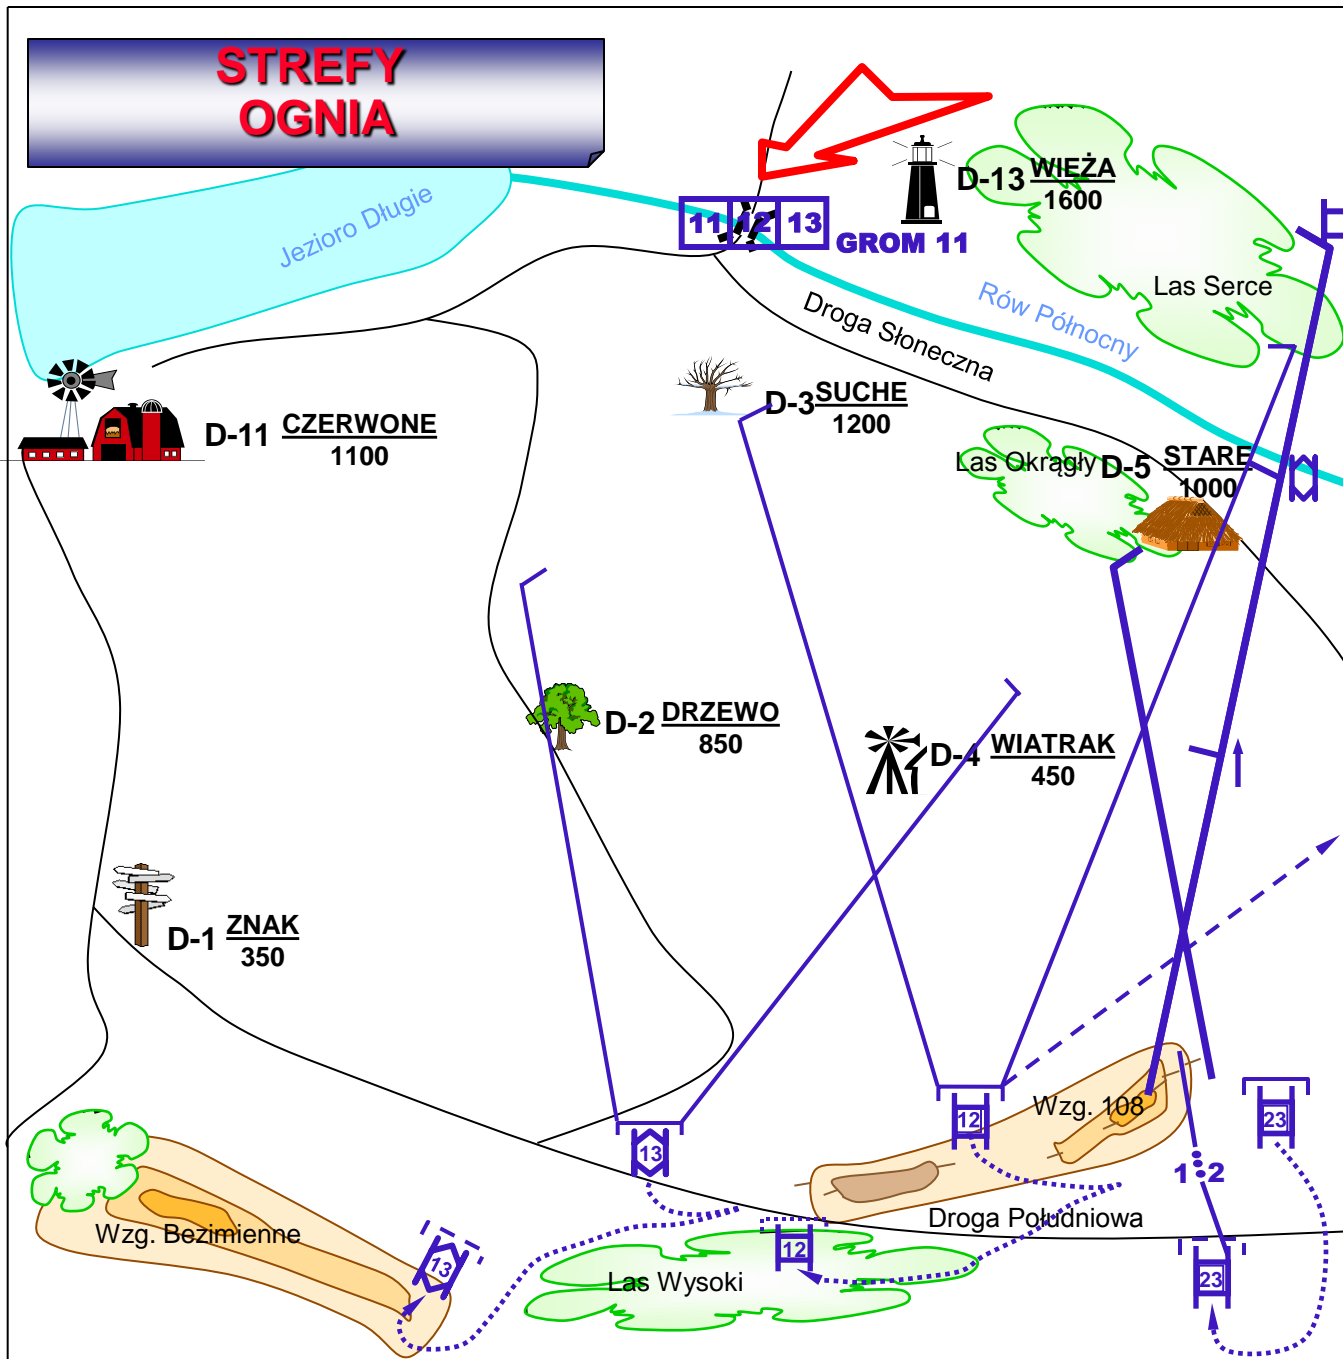 STREFY
OGNIA
Jezioro Długie
11 12 13
GROM 11
D-13 WIEŻA
1600
Las Serce
Rów Północny
Droga Słoneczna
D-11 CZERWONE
1100
D-3 SUCHE
1200
Las Okrągły
D-5 STARE
1000
D-2 DRZEWO
850
D-4 WIATRAK
450
D-1 ZNAK
350
Wzg. 108
12
23
13
1 2
Wzg. Bezimienne
Droga Południowa
13
12
23
Las Wysoki